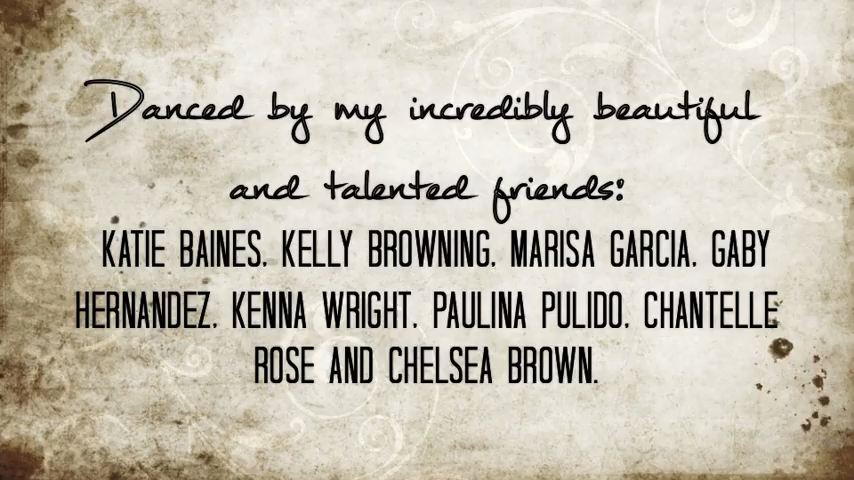 Danced by my incredibly beautiful
and talented friends:
KATIE BAINES, KELLY BROWNING, MARISA GARCIA, GABY
HERNANDEZ, KENNA WRIGHT, PAULINA PULIDO, CHANTELLE
ROSE AND CHELSEA BROWN.